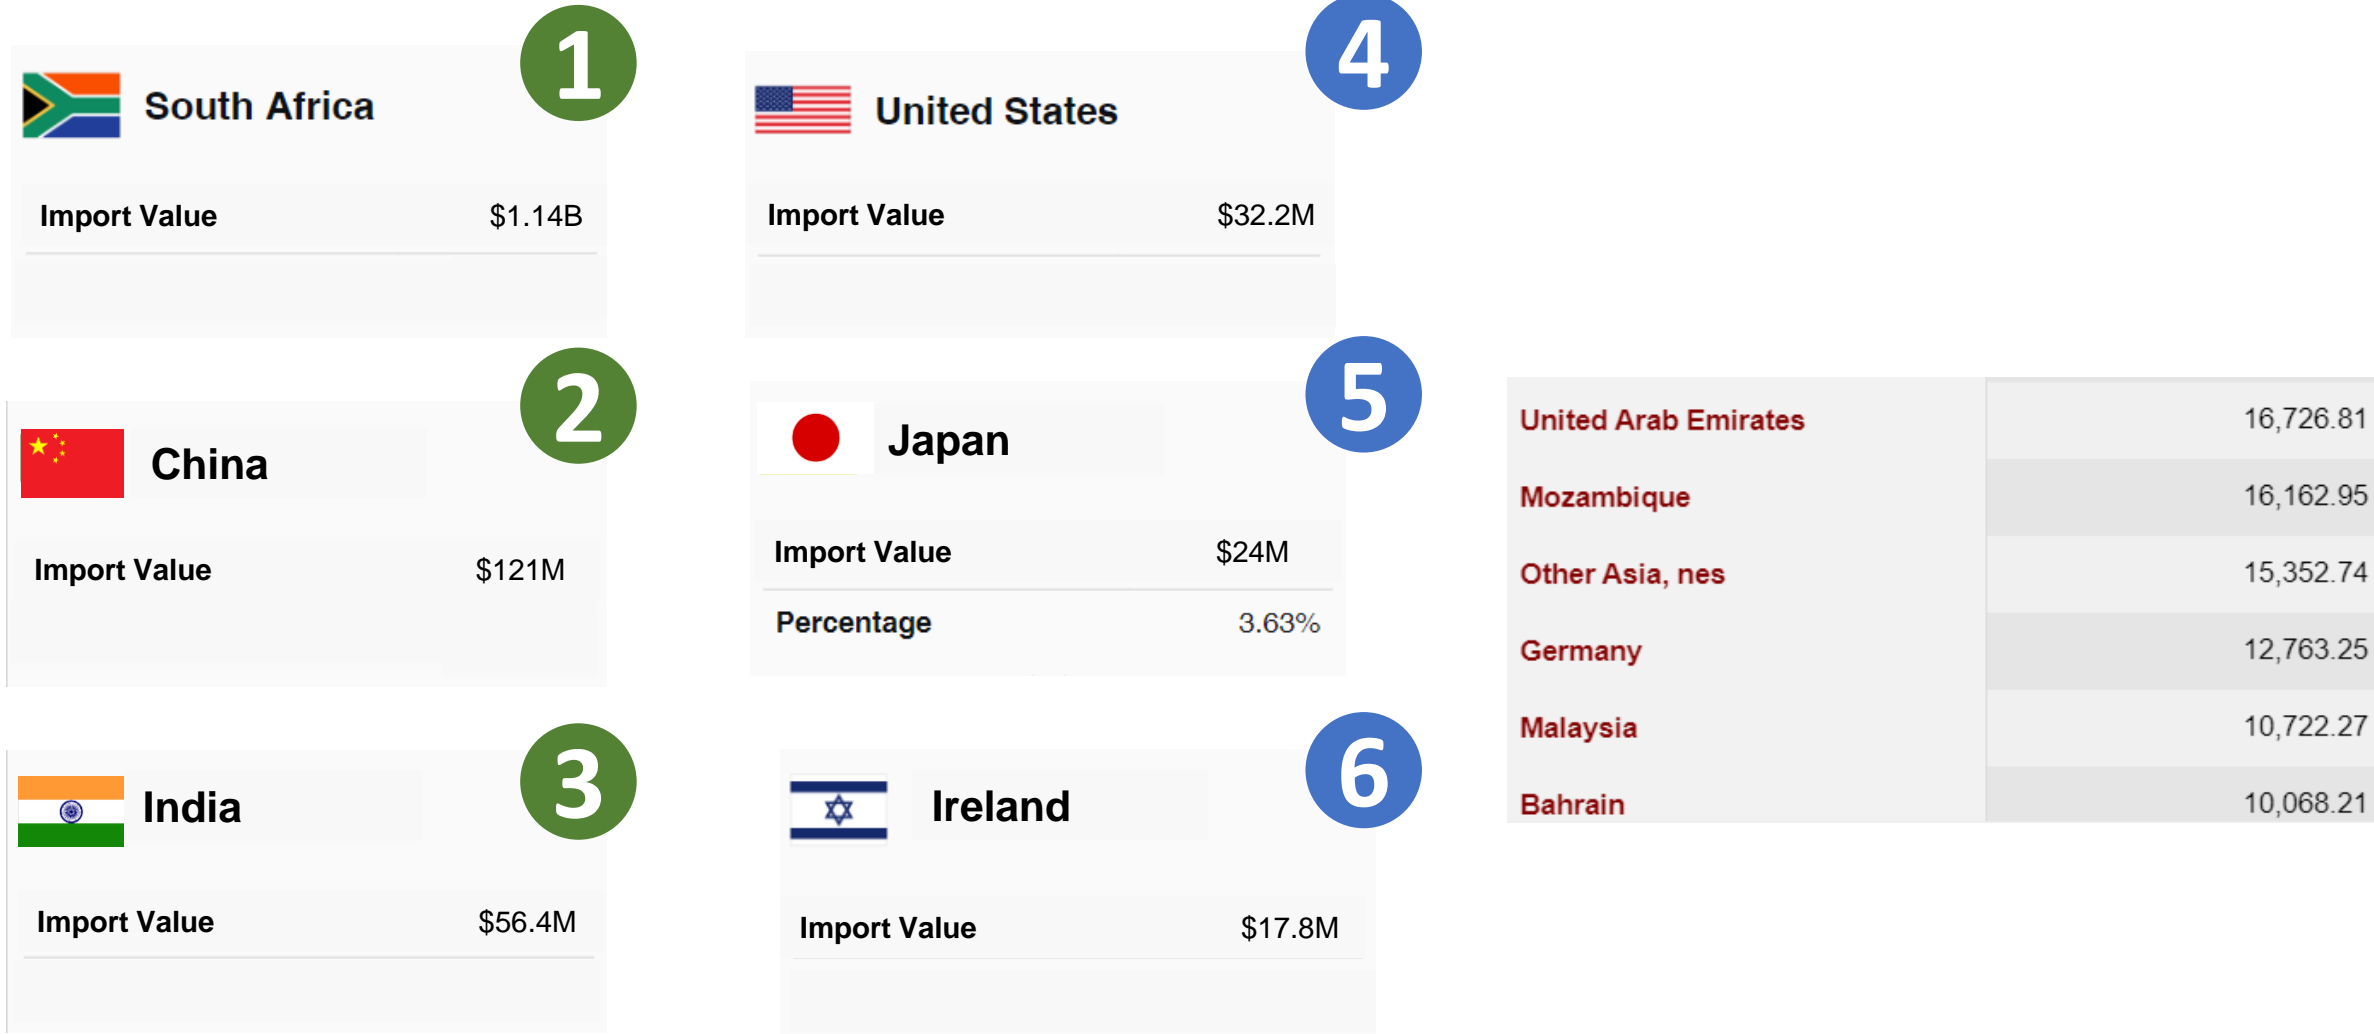 1
South Africa
Import Value $1.14B
2
China
Import Value $121M
3
India
Import Value $56.4M
4
United States
Import Value $32.2M
5
Japan
Import Value $24M
Percentage 3.63%
6
Ireland
Import Value $17.8M
United Arab Emirates 16,726.81
Mozambique 16,162.95
Other Asia, nes 15,352.74
Germany 12,763.25
Malaysia 10,722.27
Bahrain 10,068.21